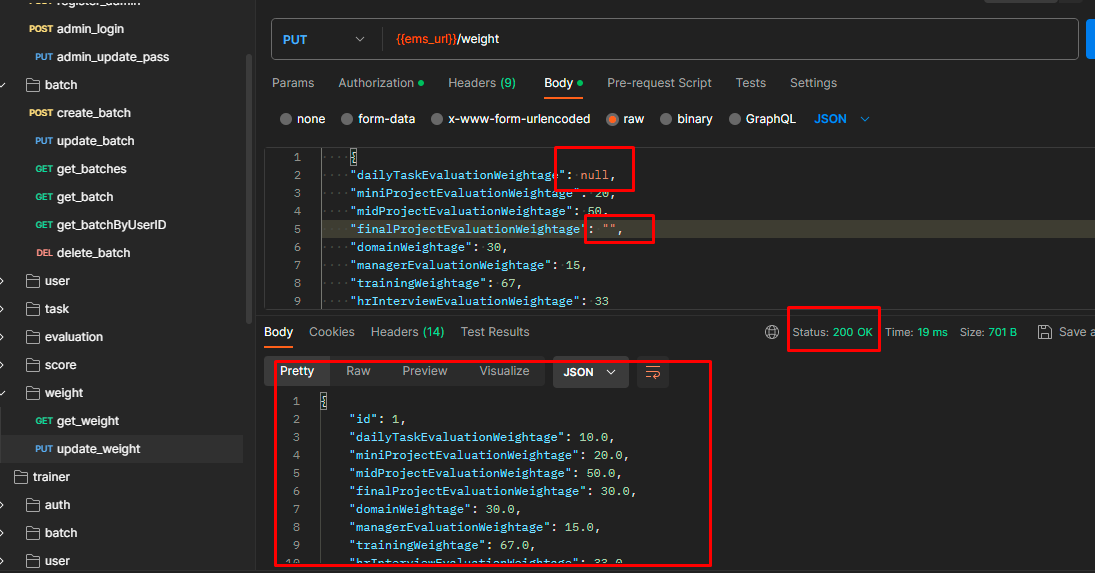 register_admin
POST admin_login
PUT admin_update_pass
batch
POST create_batch
PUT update_batch
GET get_batches
GET get_batch
GET get_batchByUserID
DEL delete_batch
user
task
evaluation
score
weight
GET get_weight
PUT update_weight
trainer
auth
batch
user
PUT {{ems_url}}/weight
Params Authorization Headers (9) Body Pre-request Script Tests Settings
none form-data x-www-form-urlencoded raw binary GraphQL JSON
1 {
2 "dailyTaskEvaluationWeightage": null,
3 "miniProjectEvaluationWeightage": 20,
4 "midProjectEvaluationWeightage": 50,
5 "finalProjectEvaluationWeightage": "",
6 "domainWeightage": 30,
7 "managerEvaluationWeightage": 15,
8 "trainingWeightage": 67,
9 "hrInterviewEvaluationWeightage": 33
Body Cookies Headers (14) Test Results Status: 200 OK Time: 19 ms Size: 701 B Save a
Pretty Raw Preview Visualize JSON
1 {
2 "id": 1,
3 "dailyTaskEvaluationWeightage": 10.0,
4 "miniProjectEvaluationWeightage": 20.0,
5 "midProjectEvaluationWeightage": 50.0,
6 "finalProjectEvaluationWeightage": 30.0,
7 "domainWeightage": 30.0,
8 "managerEvaluationWeightage": 15.0,
9 "trainingWeightage": 67.0,
10 "hrInterviewEvaluationWeightage": 33.0